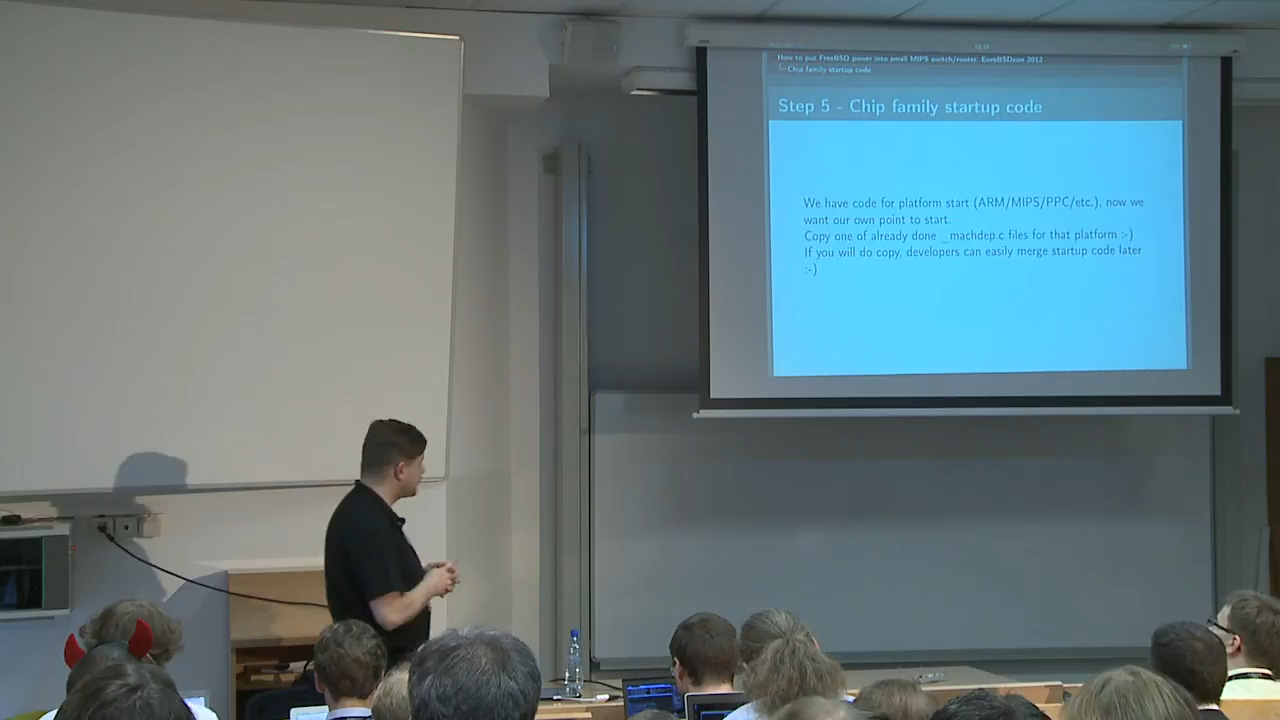 How to put FreeBSD power into small MIPS switch/router, EuroBSDcon 2012
Chip family startup code
Step 5 - Chip family startup code
We have code for platform start (ARM/MIPS/PPC/etc.), now we
want our own point to start.
Copy one of already done _machdep.c files for that platform :-)
If you will do copy, developers can easily merge startup code later
:-)